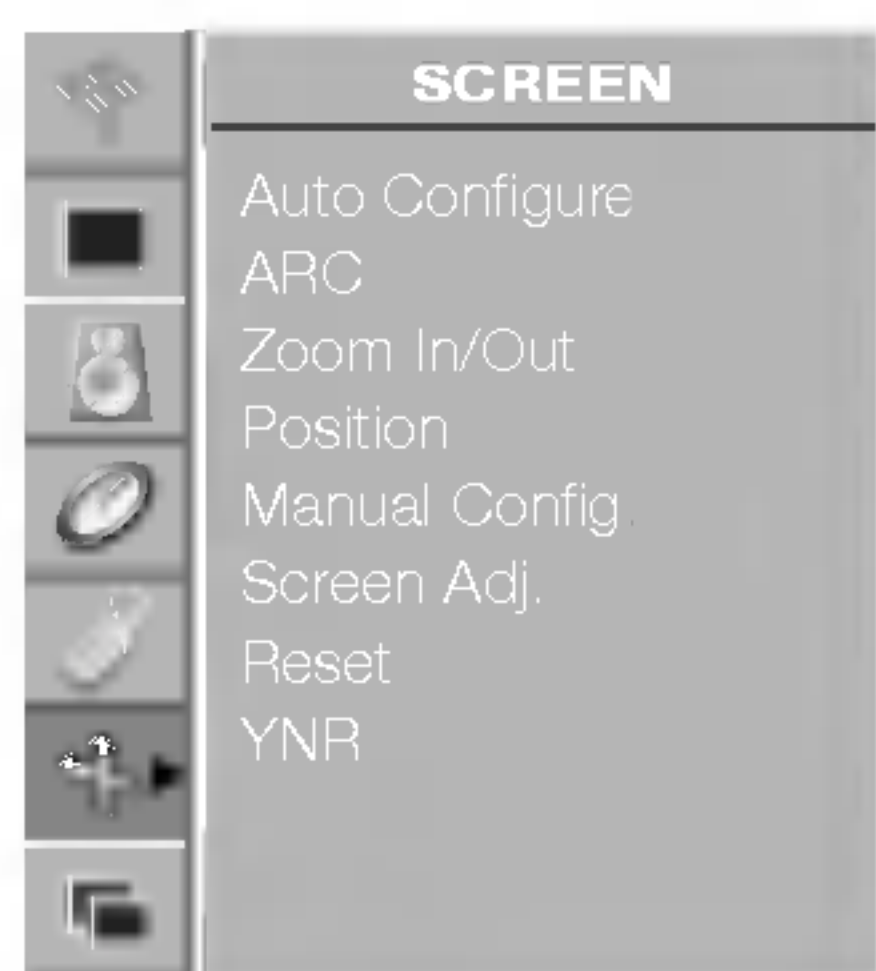 SCREEN
Auto Configure
ARC
Zoom In/Out
Position
Manual Config.
Screen Adj.
Reset
YNR